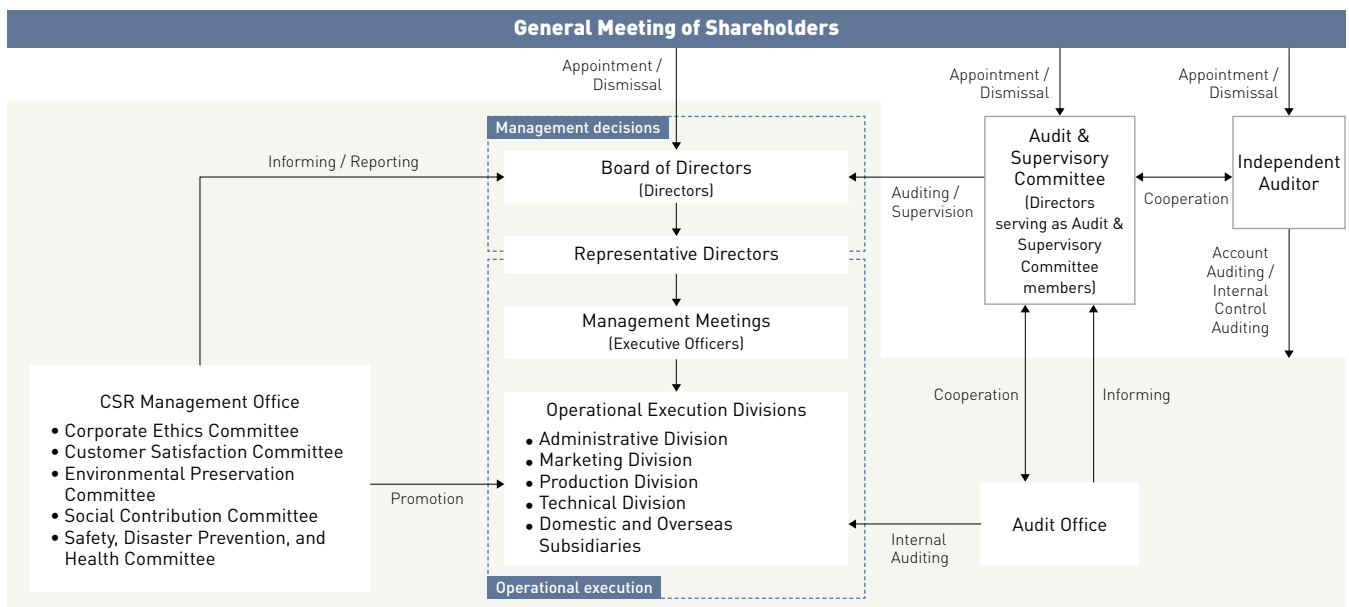 General Meeting of Shareholders
Appointment /
Dismissal
Appointment /
Dismissal
Appointment /
Dismissal
Management decisions
Informing / Reporting
Board of Directors
(Directors)
Auditing /
Supervision
Audit &
Supervisory
Committee
(Directors
serving as Audit &
Supervisory
Committee
members)
Cooperation
Independent
Auditor
Representative Directors
Account
Auditing /
Internal
Control
Auditing
Management Meetings
(Executive Officers)
CSR Management Office
• Corporate Ethics Committee
• Customer Satisfaction Committee
• Environmental Preservation
Committee
• Social Contribution Committee
• Safety, Disaster Prevention, and
Health Committee
Promotion
Operational Execution Divisions
• Administrative Division
• Marketing Division
• Production Division
• Technical Division
• Domestic and Overseas
Subsidiaries
Cooperation
Informing
Internal
Auditing
Audit Office
Operational execution